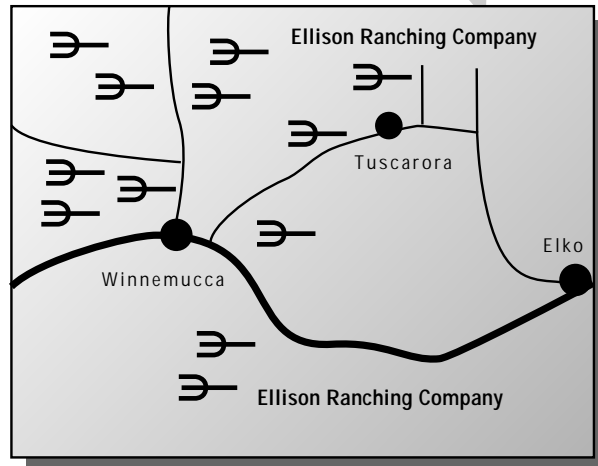 Ellison Ranching Company
Tuscarora
Elko
Winnemucca
Ellison Ranching Company